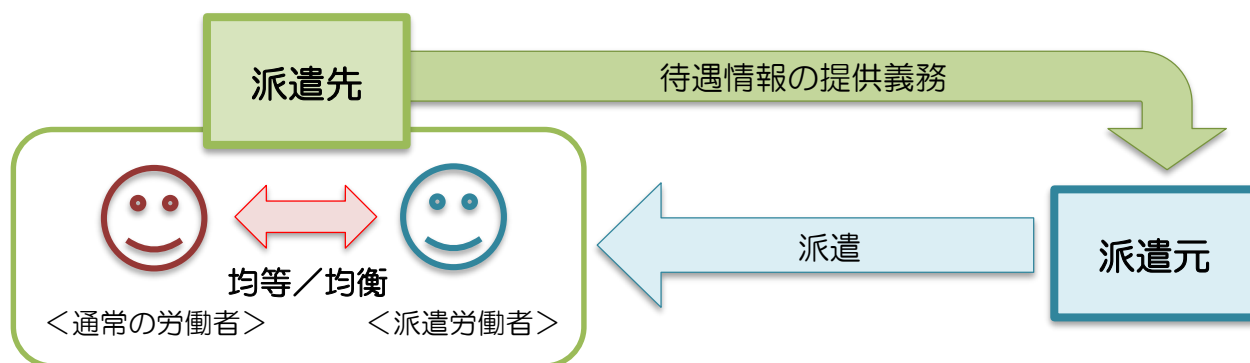 派遣先
待遇情報の提供義務
派遣
派遣元
均等／均衡
＜通常の労働者＞
＜派遣労働者＞